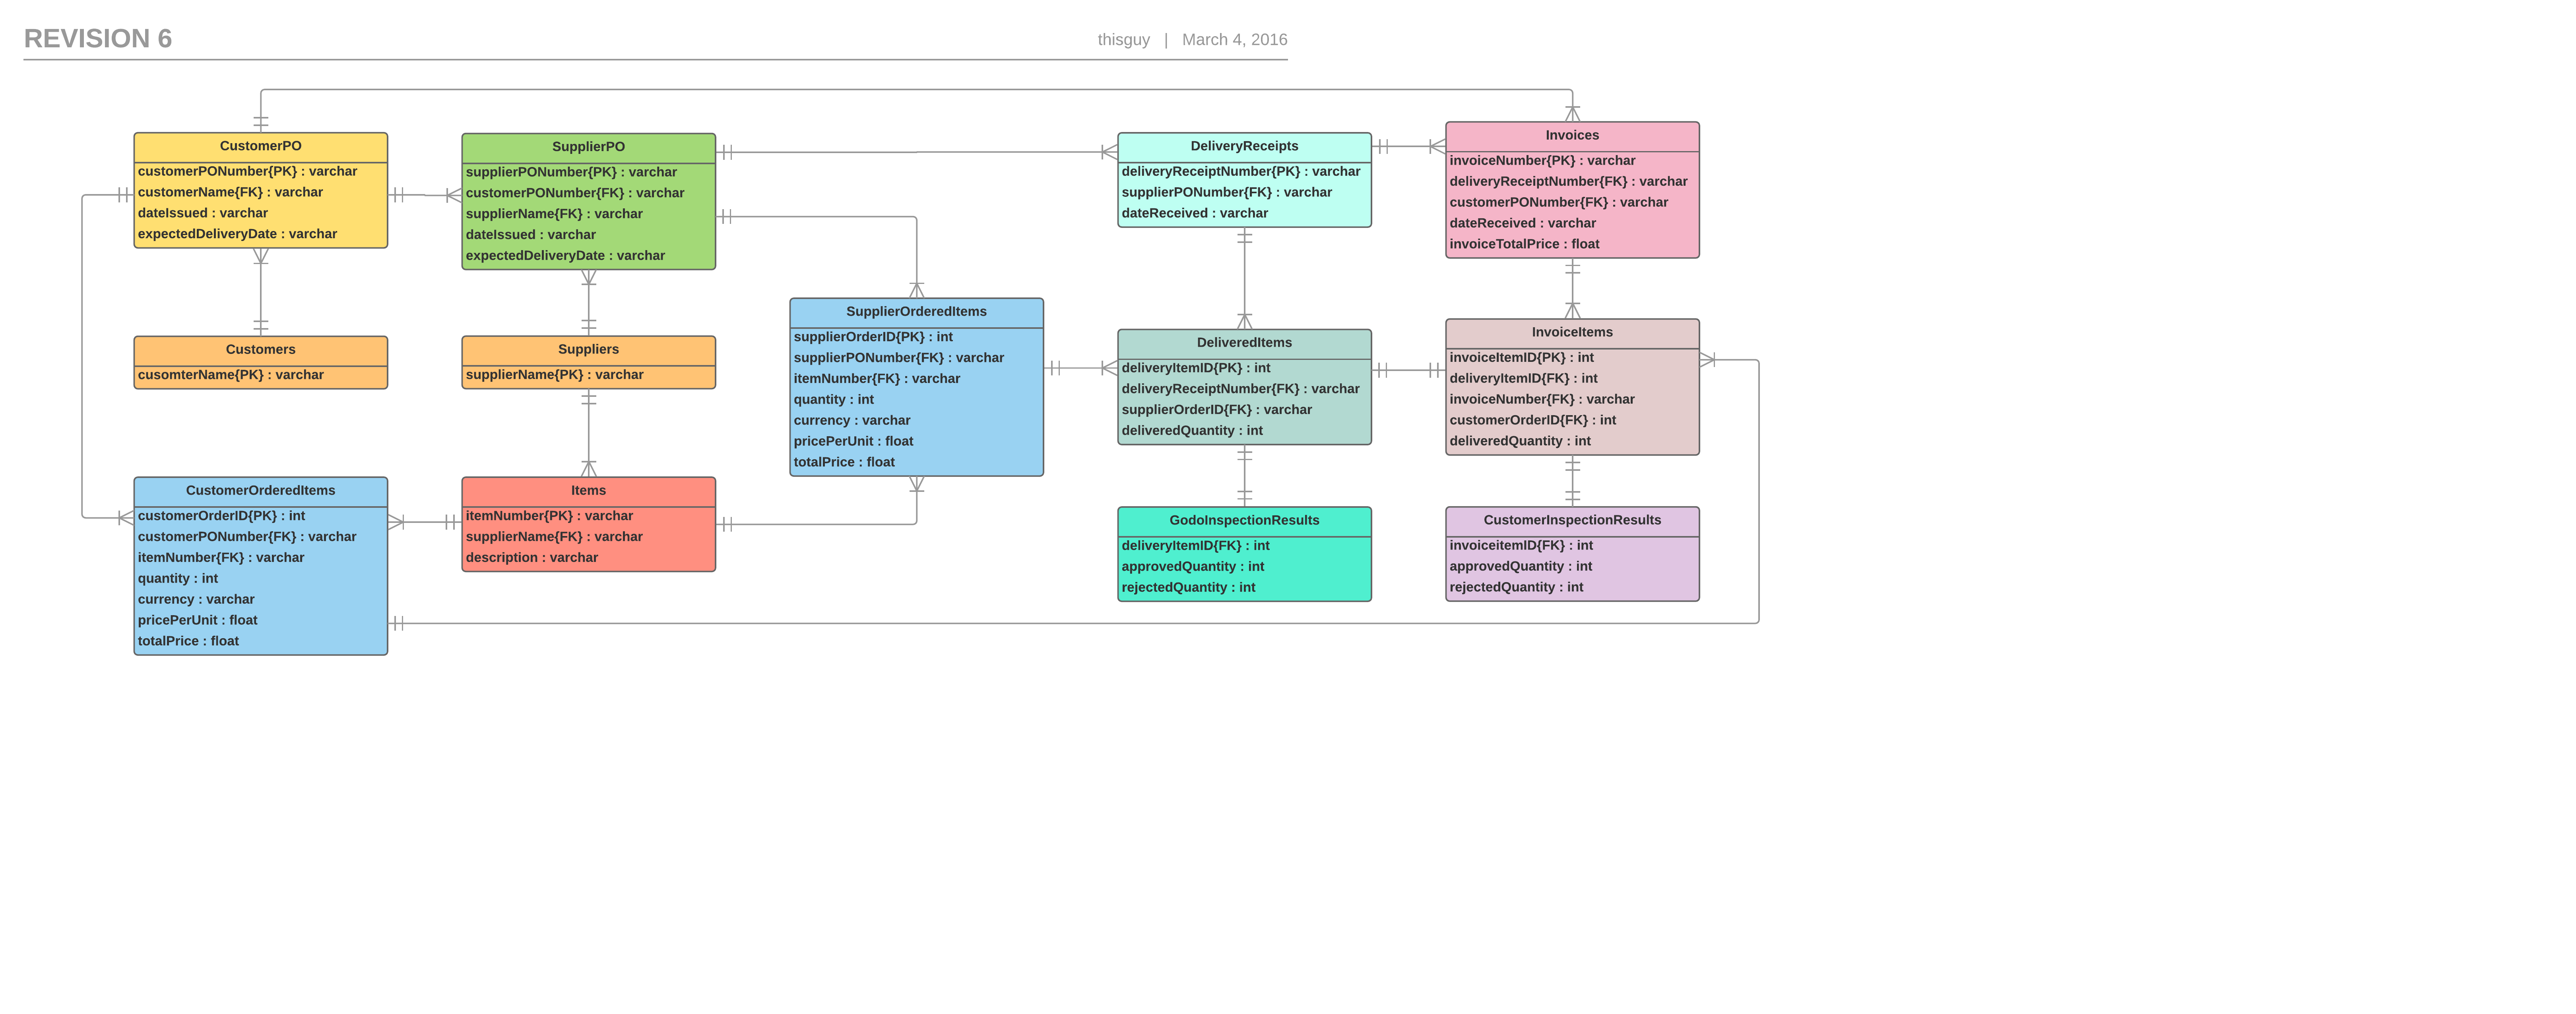 REVISION 6
thisguy | March 4, 2016
CustomerPO
customerPONumber{PK} : varchar
customerName{FK} : varchar
dateIssued : varchar
expectedDeliveryDate : varchar
SupplierPO
supplierPONumber{PK} : varchar
customerPONumber{FK} : varchar
supplierName{FK} : varchar
dateIssued : varchar
expectedDeliveryDate : varchar
DeliveryReceipts
deliveryReceiptNumber{PK} : varchar
supplierPONumber{FK} : varchar
dateReceived : varchar
Invoices
invoiceNumber{PK} : varchar
deliveryReceiptNumber{FK} : varchar
customerPONumber{FK} : varchar
dateReceived : varchar
invoiceTotalPrice : float
Customers
cusomterName{PK} : varchar
Suppliers
supplierName{PK} : varchar
SupplierOrderedItems
supplierOrderID{PK} : int
supplierPONumber{FK} : varchar
itemNumber{FK} : varchar
quantity : int
currency : varchar
pricePerUnit : float
totalPrice : float
DeliveredItems
deliveryItemID{PK} : int
deliveryReceiptNumber{FK} : varchar
supplierOrderID{FK} : varchar
deliveredQuantity : int
InvoiceItems
invoiceItemID{PK} : int
deliveryItemID{FK} : int
invoiceNumber{FK} : varchar
customerOrderID{FK} : int
deliveredQuantity : int
CustomerOrderedItems
customerOrderID{PK} : int
customerPONumber{FK} : varchar
itemNumber{FK} : varchar
quantity : int
currency : varchar
pricePerUnit : float
totalPrice : float
Items
itemNumber{PK} : varchar
supplierName{FK} : varchar
description : varchar
GodoInspectionResults
deliveryItemID{FK} : int
approvedQuantity : int
rejectedQuantity : int
CustomerInspectionResults
invoiceitemID{FK} : int
approvedQuantity : int
rejectedQuantity : int